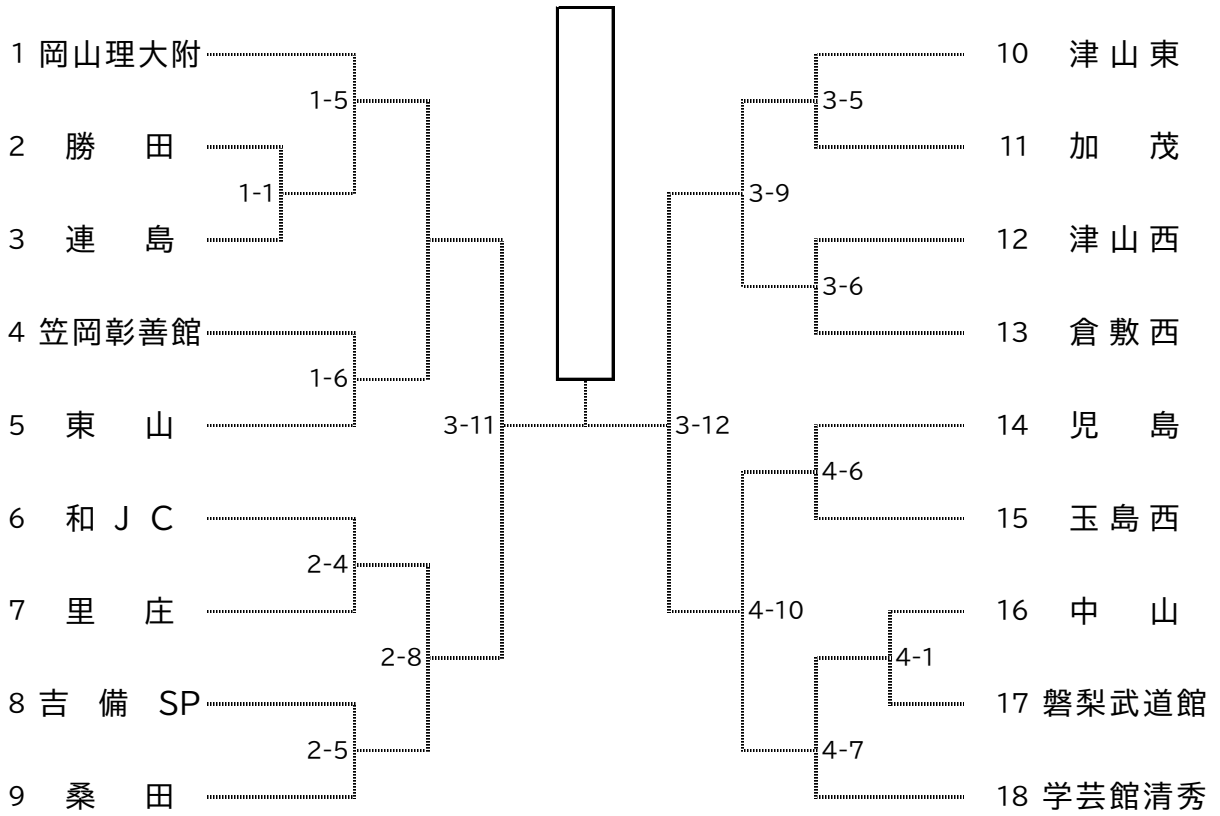 1 岡山理大附
1-5
2 勝田
1-1
3 連島
4 笠岡彰善館
1-6
5 東山
3-11
6 和JC
2-4
7 里庄
2-8
8 吉備SP
2-5
9 桑田
10 津山東
3-5
11 加茂
3-9
12 津山西
3-6
13 倉敷西
3-12
14 児島
4-6
15 玉島西
4-10
16 中山
4-1
17 磐梨武道館
4-7
18 学芸館清秀